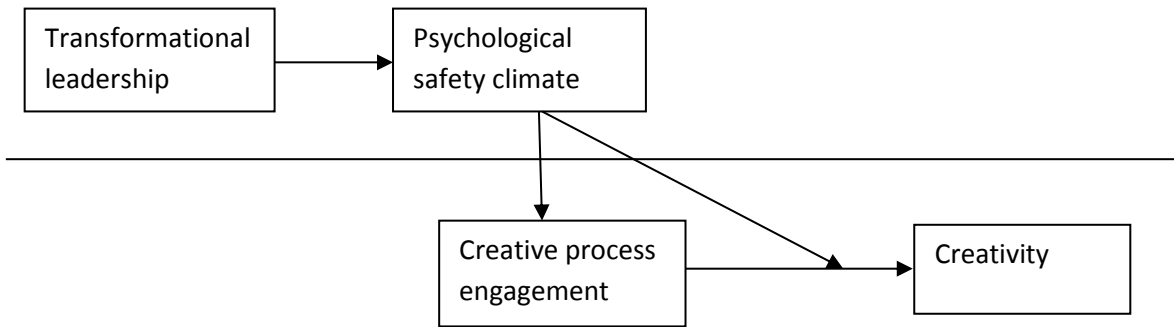 Transformational
leadership
Psychological
safety climate
Creative process
engagement
Creativity